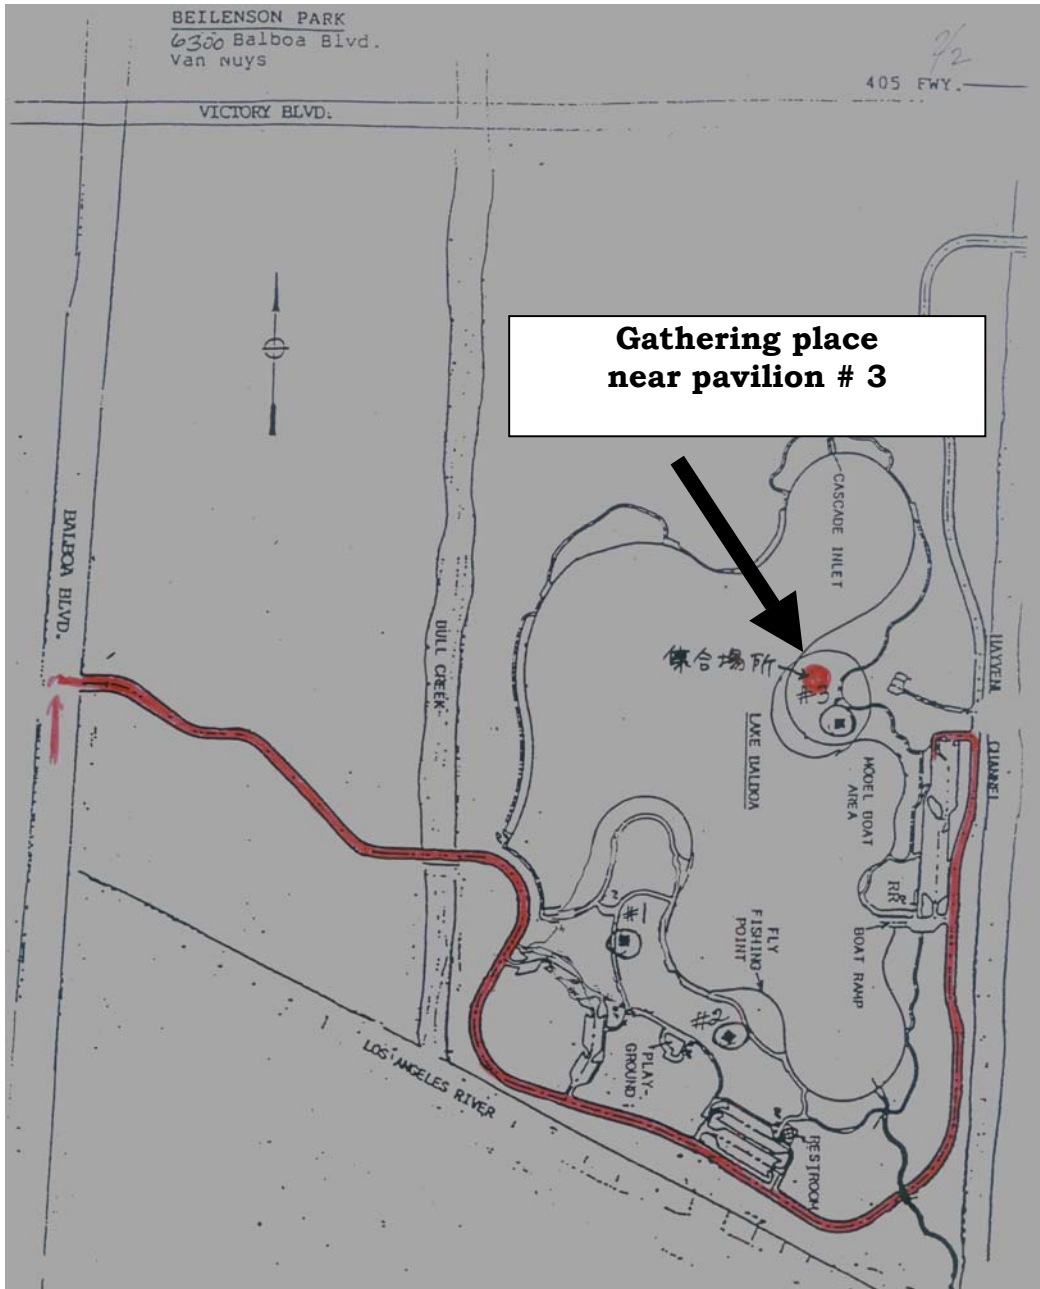 BEILENSON PARK
6300 Balboa Blvd.
Van Nuys
2/2
405 FWY.
VICTORY BLVD.
Gathering place
near pavilion # 3
CASCADE INLET
BALBOA BLVD.
BULL CREEK
集合場所
#3
LAKE BALBOA
HAYVENH
CHANNEL
MODEL BOAT
AREA
RR
BOAT RAMP
FLY
FISHING
POINT
#1
#2
PLAY-
GROUND
LOS ANGELES RIVER
RESTROOM